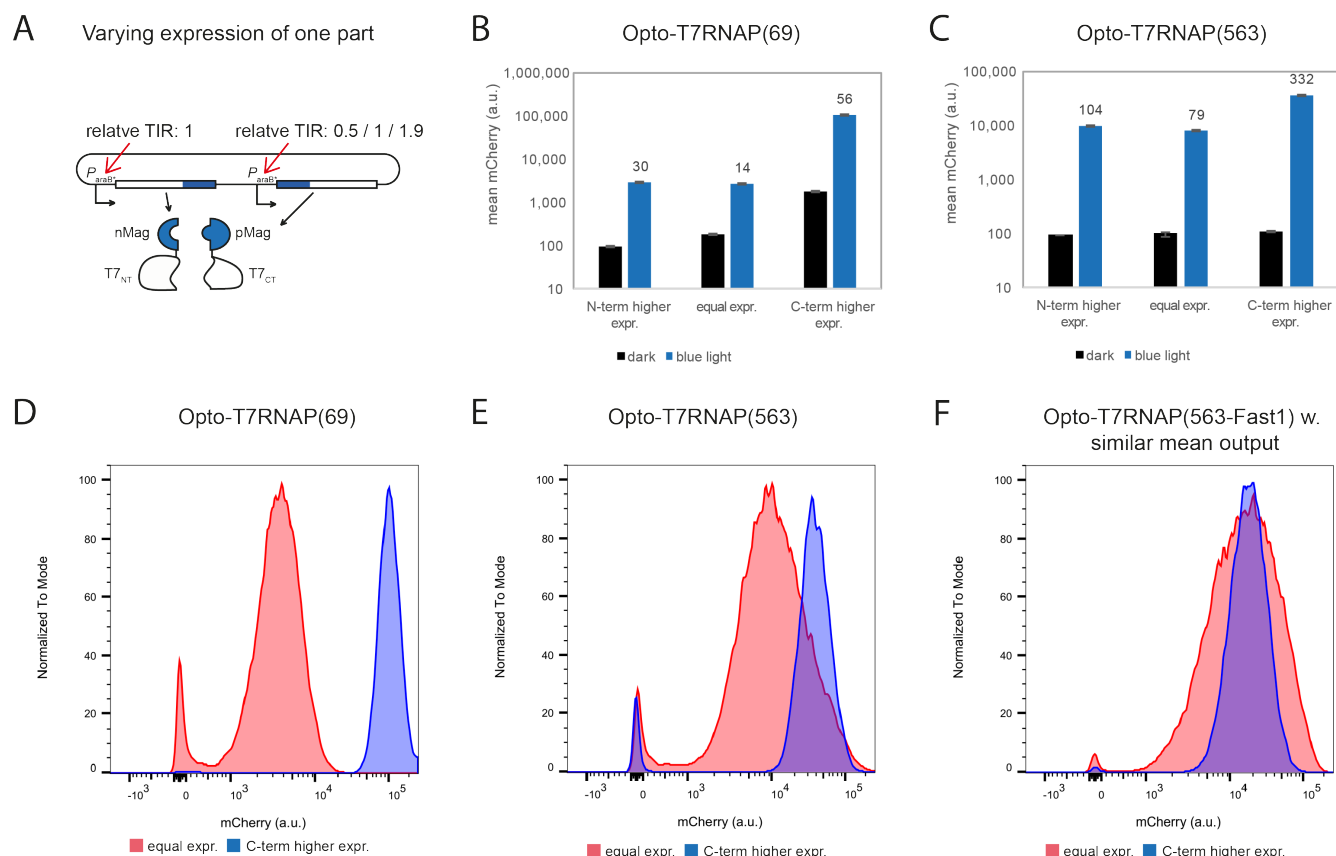 A
Varying expression of one part
relatve TIR: 1
relatve TIR: 0.5 / 1 / 1.9
ParaB*
ParaB*
nMag
pMag
T7NT
T7CT
B
Opto-T7RNAP(69)
mean mCherry (a.u.)
1,000,000
100,000
10,000
1,000
100
10
30
14
56
N-term higher
expr.
equal expr.
C-term higher
expr.
dark
blue light
C
Opto-T7RNAP(563)
mean mCherry (a.u.)
100,000
10,000
1,000
100
10
104
79
332
N-term higher
expr.
equal expr.
C-term higher
expr.
dark
blue light
D
Opto-T7RNAP(69)
Normalized To Mode
100
80
60
40
20
0
-10³ 0 10³ 10⁴ 10⁵
mCherry (a.u.)
equal expr. C-term higher expr.
E
Opto-T7RNAP(563)
Normalized To Mode
100
80
60
40
20
0
-10³ 0 10³ 10⁴ 10⁵
mCherry (a.u.)
equal expr. C-term higher expr.
F
Opto-T7RNAP(563-Fast1) w.
similar mean output
Normalized To Mode
100
80
60
40
20
0
-10³ 0 10³ 10⁴ 10⁵
mCherry (a.u.)
equal expr. C-term higher expr.